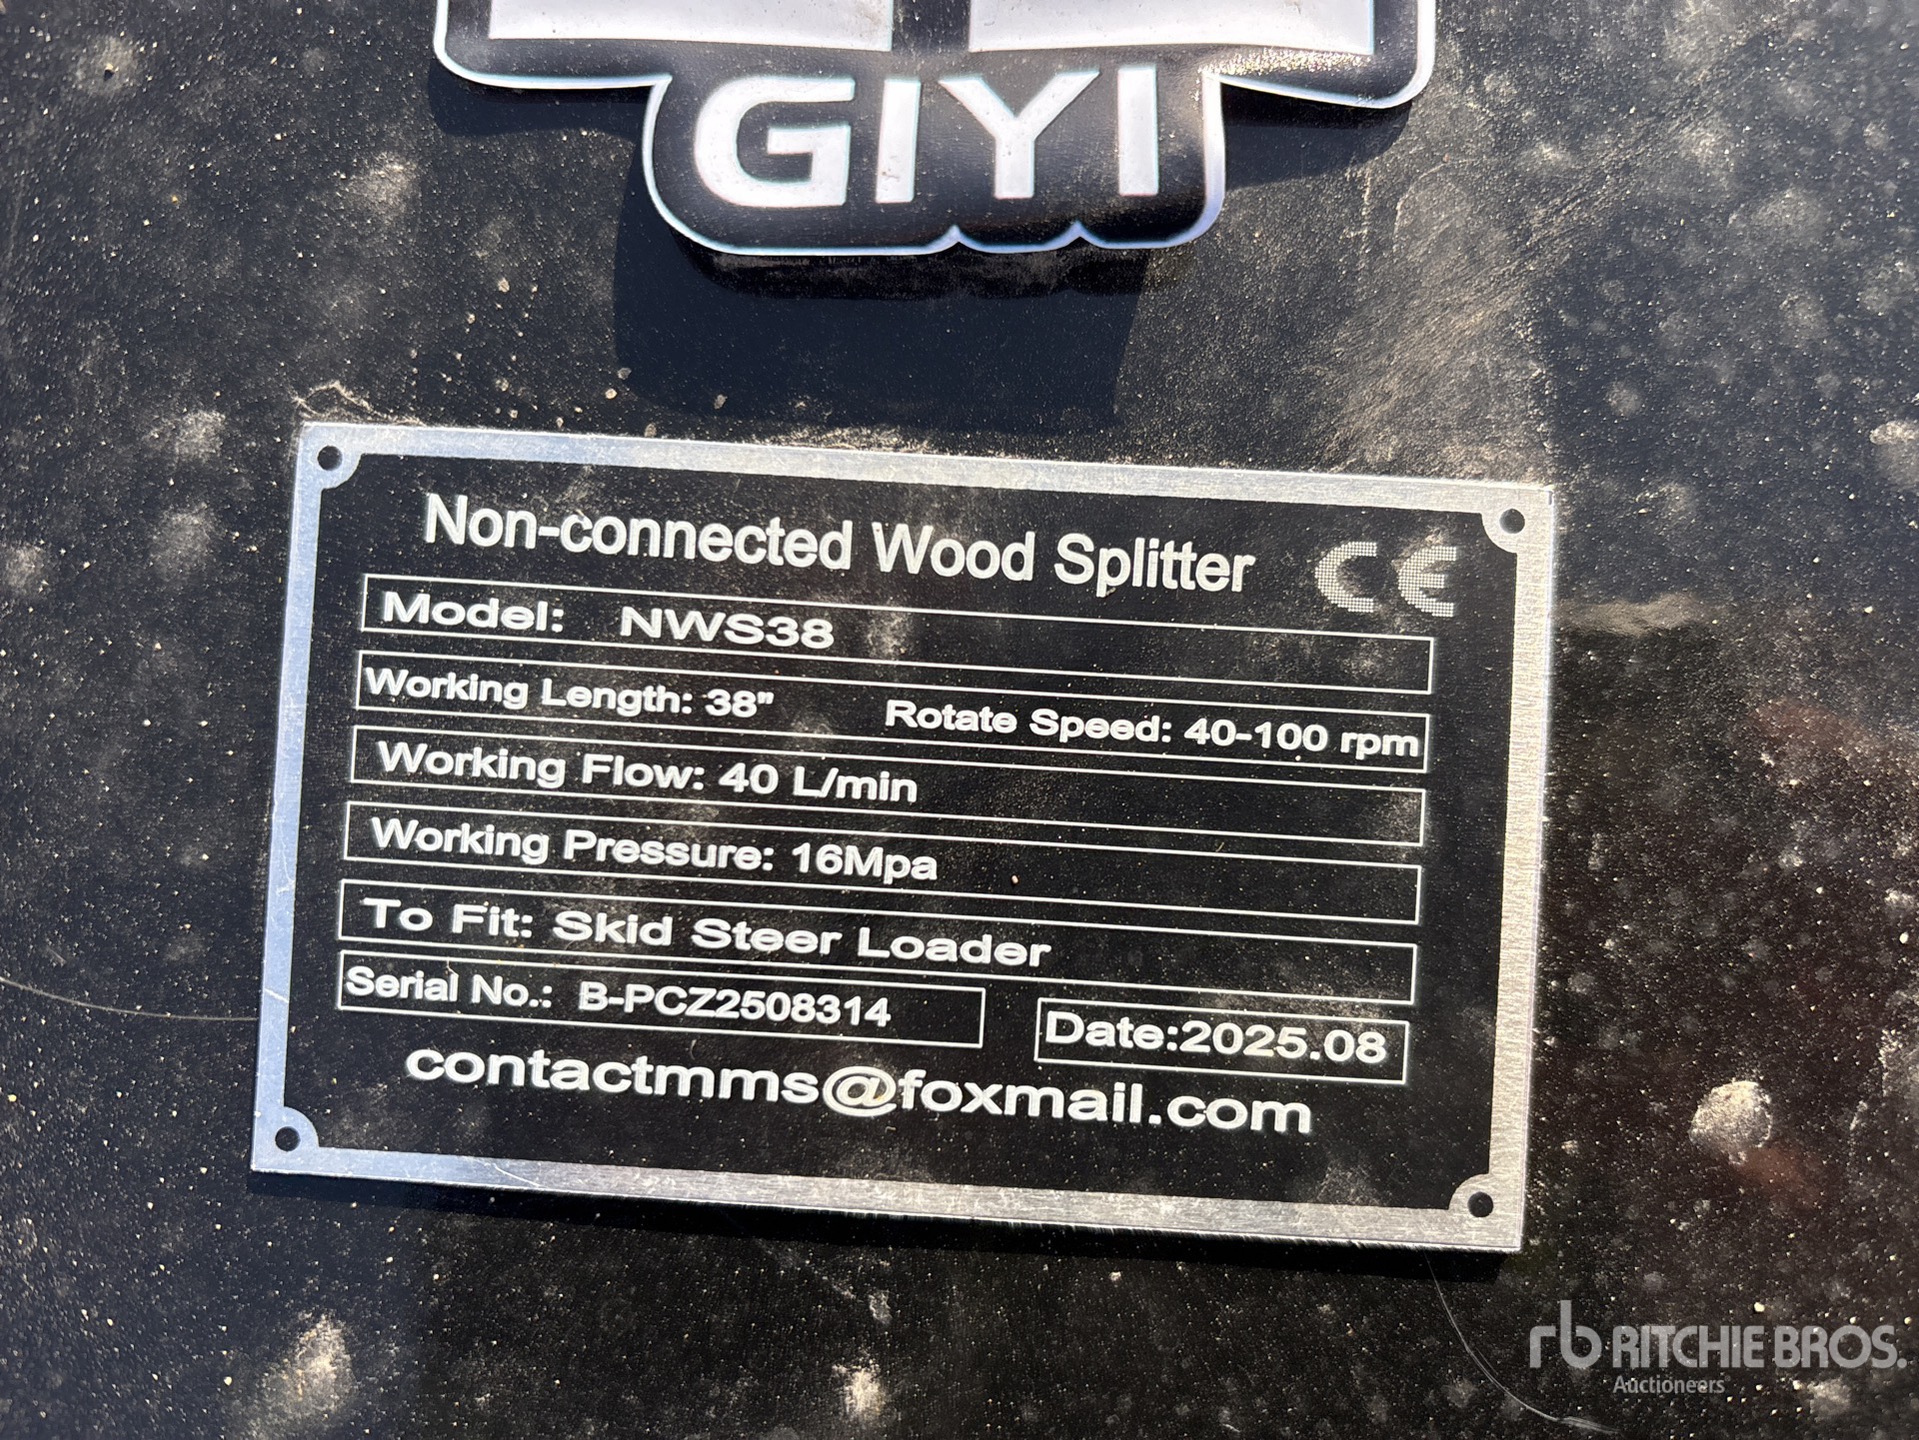 GIYI
Non-connected Wood Splitter CE
Model: NWS38
Working Length: 38" Rotate Speed: 40-100 rpm
Working Flow: 40 L/min
Working Pressure: 16Mpa
To Fit: Skid Steer Loader
Serial No.: B-PCZ2508314 Date:2025.08
contactmms@foxmail.com
rb RITCHIE BROS.
Auctioneers